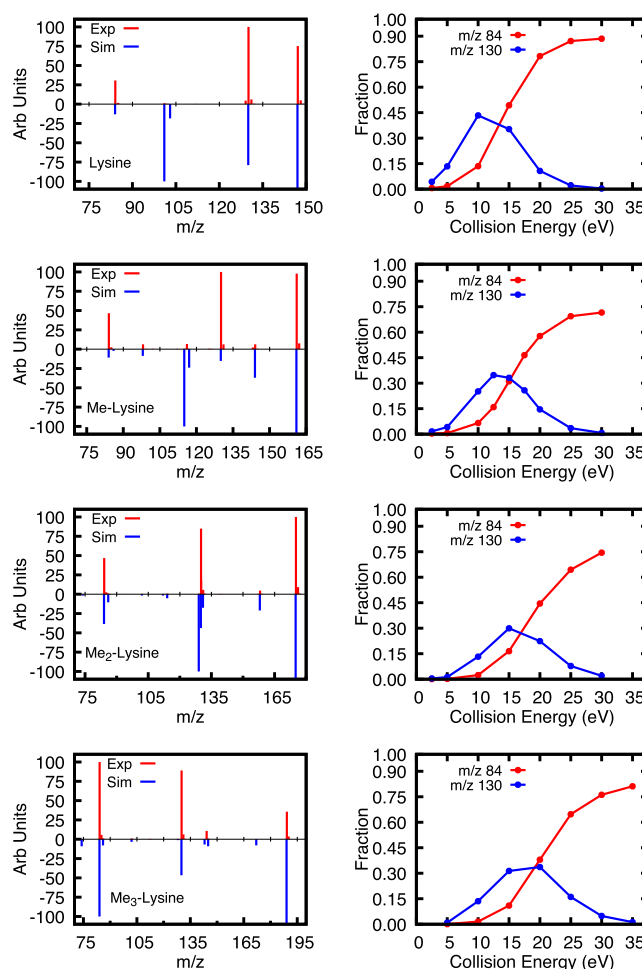 100
75
50
25
0
-25
-50
-75
-100
Arb Units
Exp
Sim
Lysine
75 90 105 120 135 150
m/z
1.00
0.90
0.75
0.60
0.45
0.30
0.15
0.00
Fraction
m/z 84
m/z 130
0 5 10 15 20 25 30 35
Collision Energy (eV)
100
75
50
25
0
-25
-50
-75
-100
Arb Units
Exp
Sim
Me-Lysine
75 90 105 120 135 150 165
m/z
1.00
0.90
0.75
0.60
0.45
0.30
0.15
0.00
Fraction
m/z 84
m/z 130
0 5 10 15 20 25 30 35
Collision Energy (eV)
100
75
50
25
0
-25
-50
-75
-100
Arb Units
Exp
Sim
Me₂-Lysine
75 105 135 165
m/z
1.00
0.90
0.75
0.60
0.45
0.30
0.15
0.00
Fraction
m/z 84
m/z 130
0 5 10 15 20 25 30 35
Collision Energy (eV)
100
75
50
25
0
-25
-50
-75
-100
Arb Units
Exp
Sim
Me₃-Lysine
75 105 135 165 195
m/z
1.00
0.90
0.75
0.60
0.45
0.30
0.15
0.00
Fraction
m/z 84
m/z 130
0 5 10 15 20 25 30 35
Collision Energy (eV)